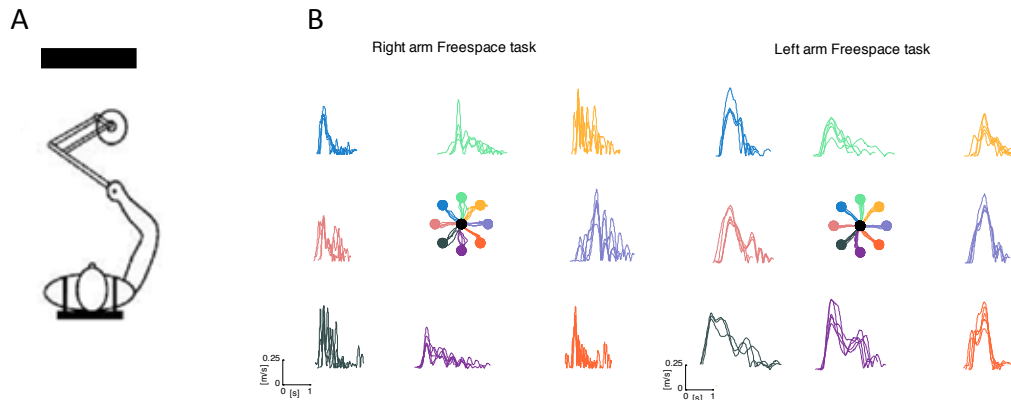 A
B
Right arm Freespace task
Left arm Freespace task
0.25
[m/s]
0
0 [s] 1
0.25
[m/s]
0
0 [s] 1